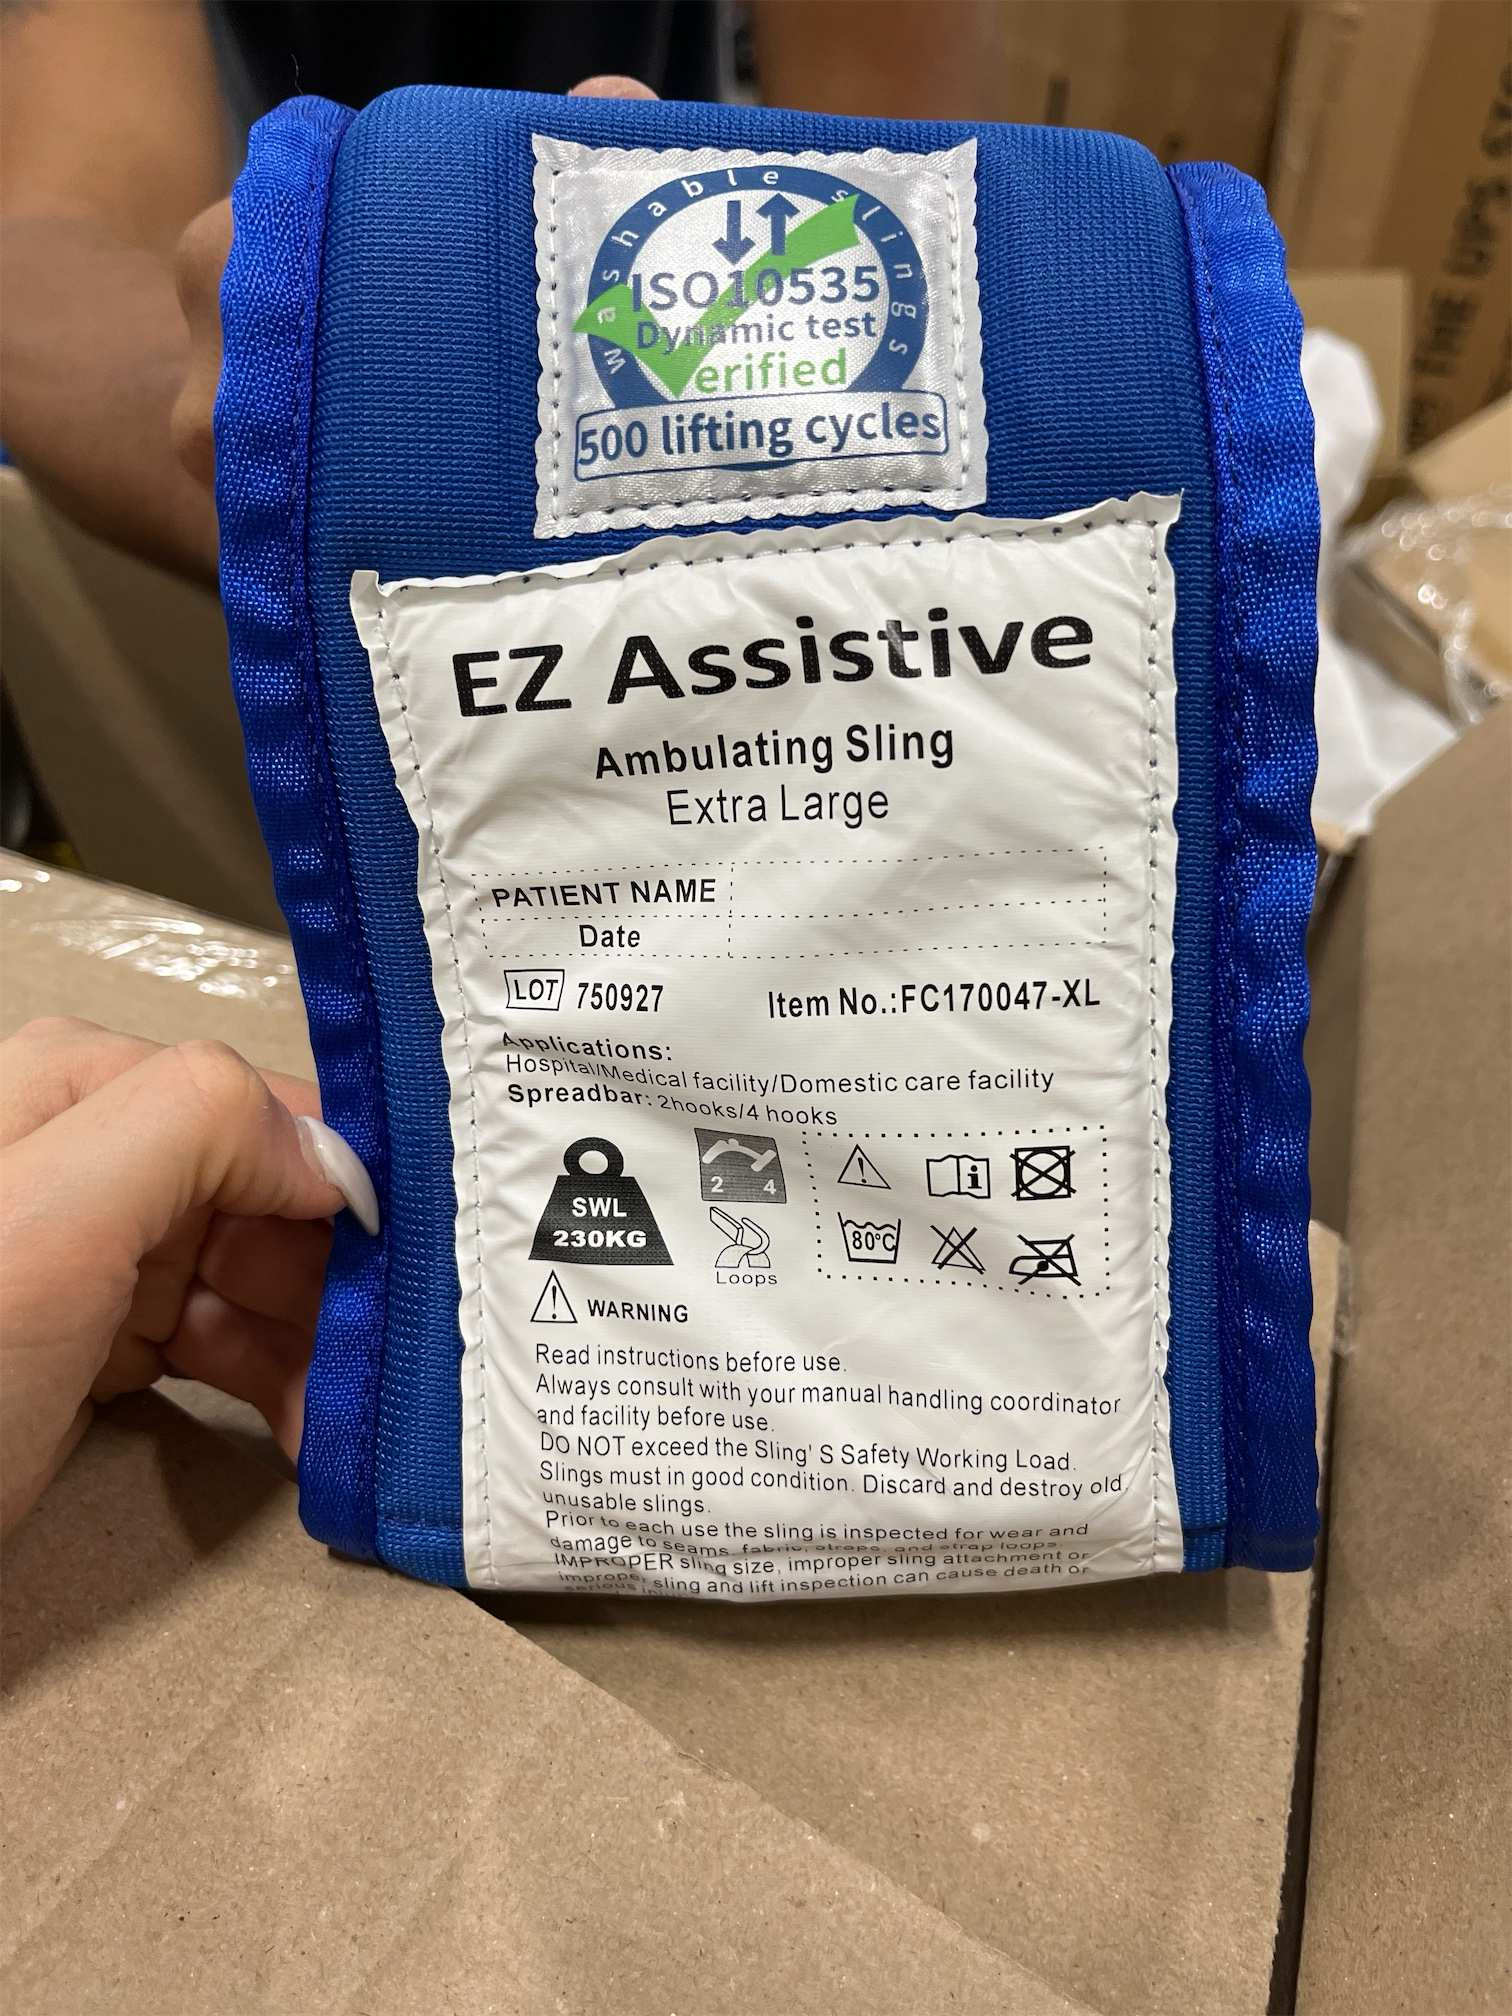 washable slings
ISO10535
Dynamic test
erified
500 lifting cycles
EZ Assistive
Ambulating Sling
Extra Large
PATIENT NAME
Date
LOT 750927 Item No.:FC170047-XL
Applications:
Hospital/Medical facility/Domestic care facility
Spreadbar: 2hooks/4 hooks
SWL
230KG
2 4
Loops
80°C
WARNING
Read instructions before use.
Always consult with your manual handling coordinator
and facility before use.
DO NOT exceed the Sling' S Safety Working Load.
Slings must in good condition. Discard and destroy old,
unusable slings.
Prior to each use the sling is inspected for wear and
damage to seams, fabric, straps, and strap loops.
IMPROPER sling size, improper sling attachment or
improper sling and lift inspection can cause death or
serious
THE UPS